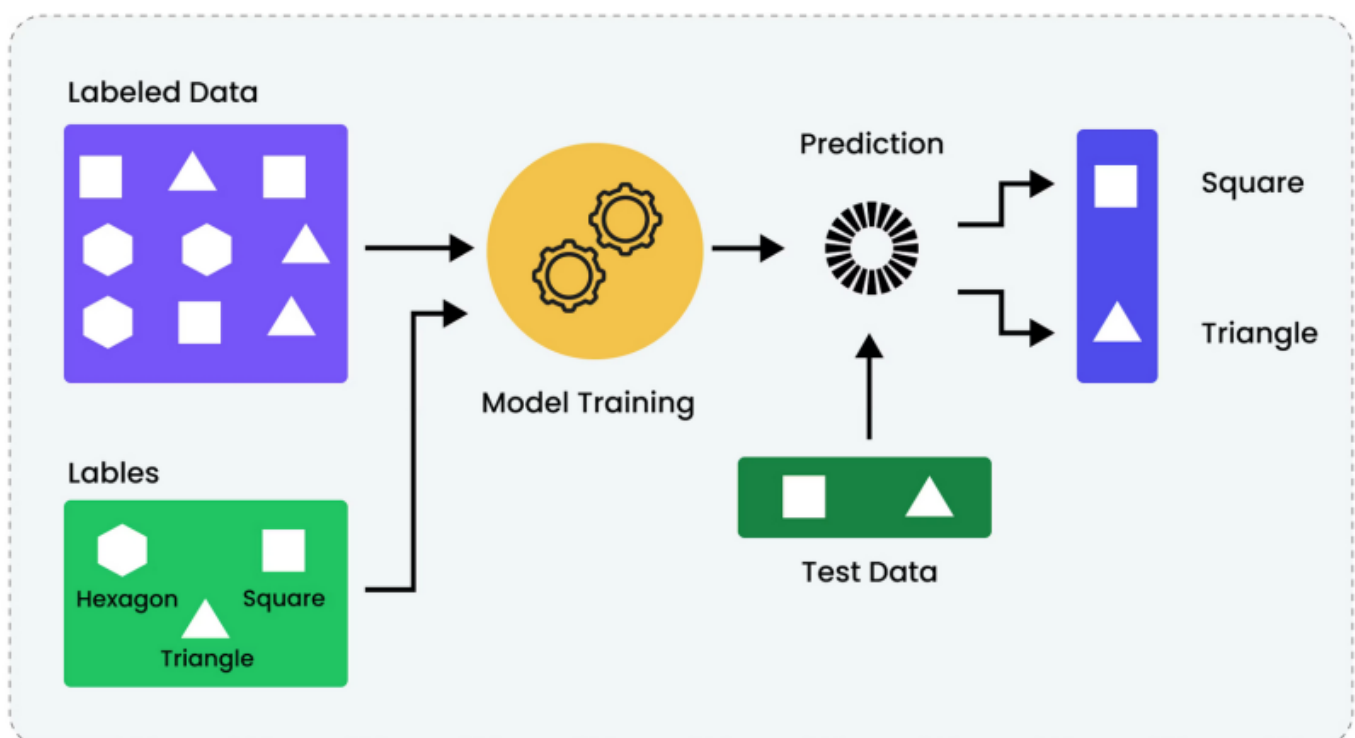 Labeled Data
Prediction
Square
Triangle
Model Training
Lables
Hexagon
Square
Triangle
Test Data